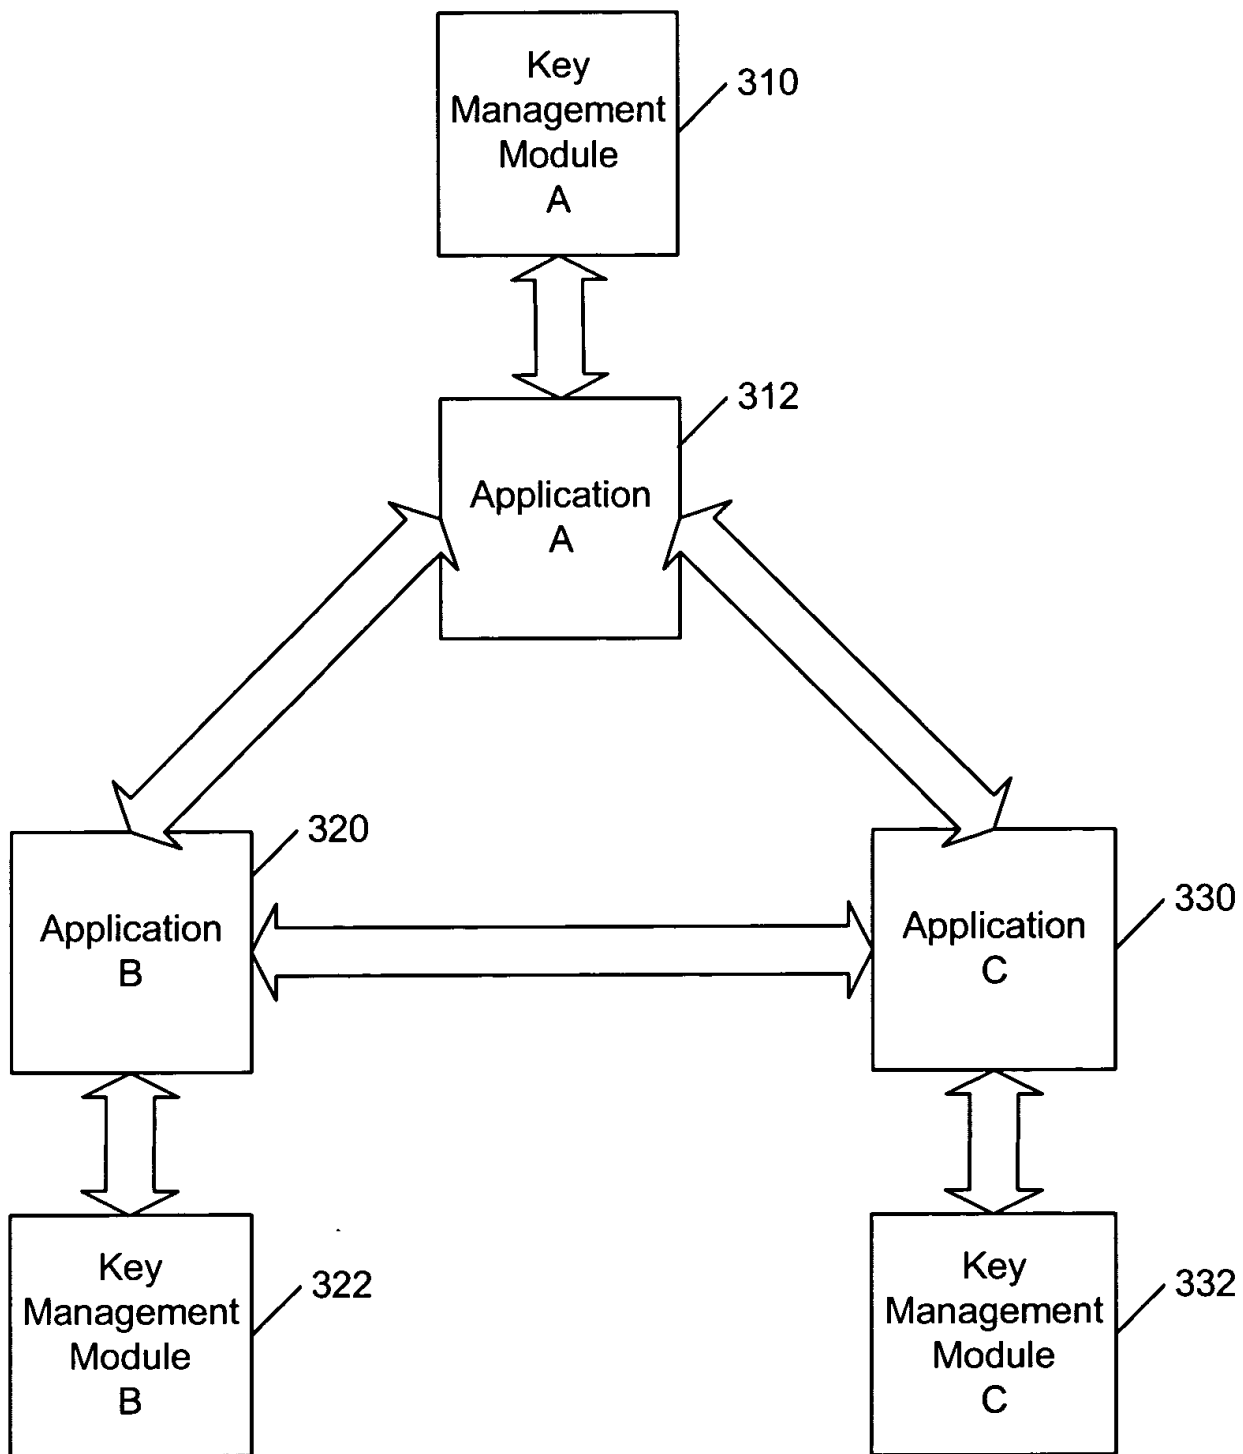 Key
Management
Module
A
310
312
Application
A
320
Application
B
330
Application
C
Key
Management
Module
B
322
Key
Management
Module
C
332